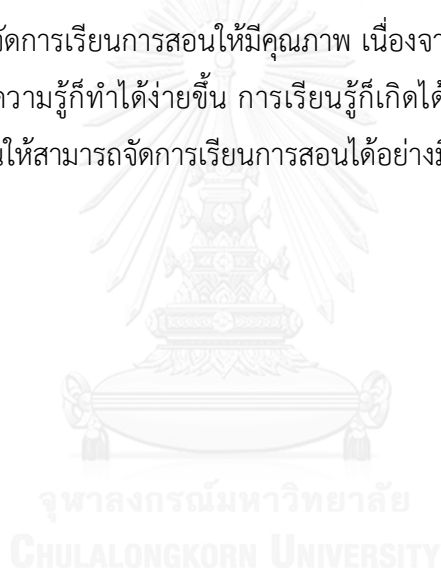 จัดการเรียนการสอนให้มีคุณภาพ เนื่องจา
ความรู้ก็ทำได้ง่ายขึ้น การเรียนรู้ก็เกิดได้
ให้สามารถจัดการเรียนการสอนได้อย่างมี
จุฬาลงกรณ์มหาวิทยาลัย
CHULALONGKORN UNIVERSITY